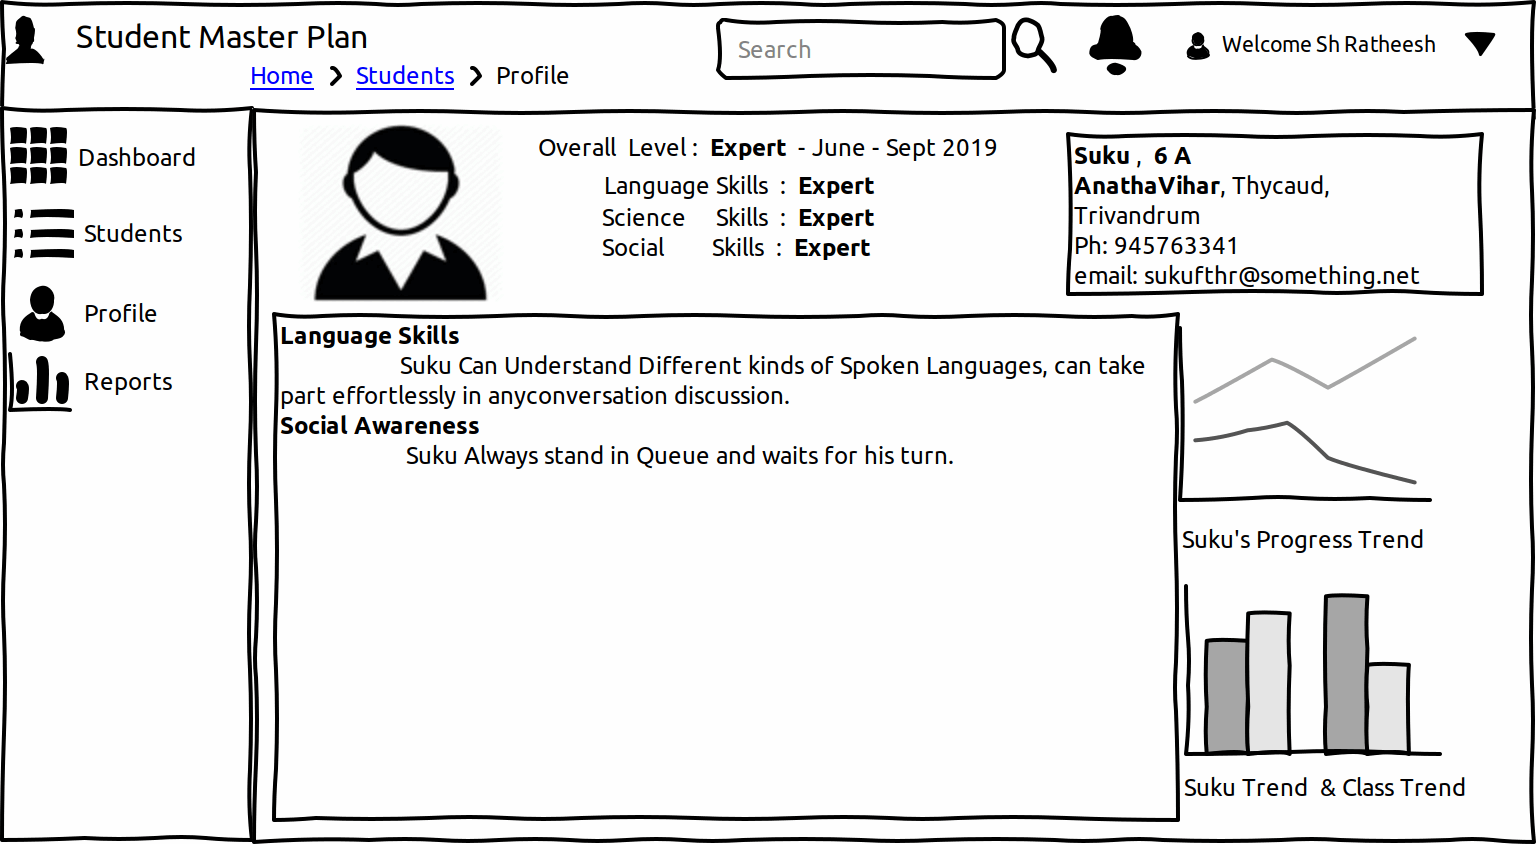 Student Master Plan
Search
Welcome Sh Ratheesh
Home > Students > Profile
Dashboard
Students
Profile
Reports
Overall Level : Expert - June - Sept 2019
Language Skills : Expert
Science Skills : Expert
Social Skills : Expert
Suku , 6 A
AnathaVihar, Thycaud,
Trivandrum
Ph: 945763341
email: sukufthr@something.net
Language Skills
Suku Can Understand Different kinds of Spoken Languages, can take
part effortlessly in anyconversation discussion.
Social Awareness
Suku Always stand in Queue and waits for his turn.
Suku's Progress Trend
Suku Trend & Class Trend